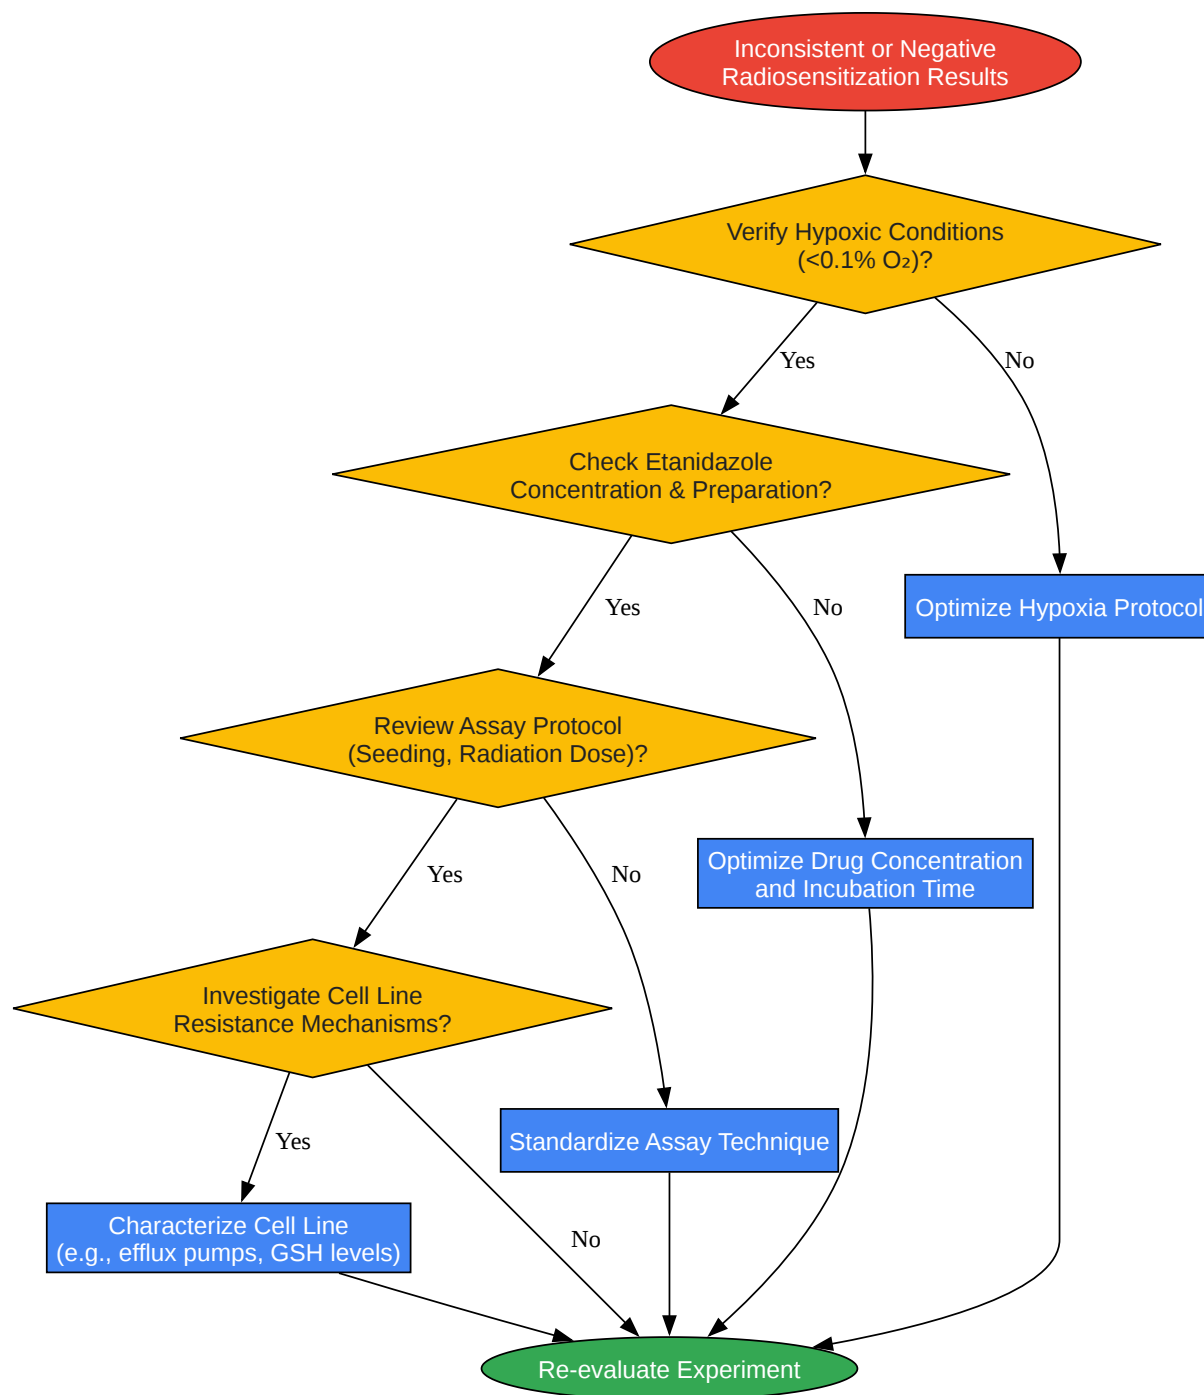 Inconsistent or Negative
Radiosensitization Results
Verify Hypoxic Conditions
(<0.1% O₂)?
Yes
No
Check Etanidazole
Concentration & Preparation?
Yes
No
Optimize Hypoxia Protocol
Review Assay Protocol
(Seeding, Radiation Dose)?
Yes
No
Optimize Drug Concentration
and Incubation Time
Investigate Cell Line
Resistance Mechanisms?
Yes
No
Standardize Assay Technique
Characterize Cell Line
(e.g., efflux pumps, GSH levels)
Re-evaluate Experiment